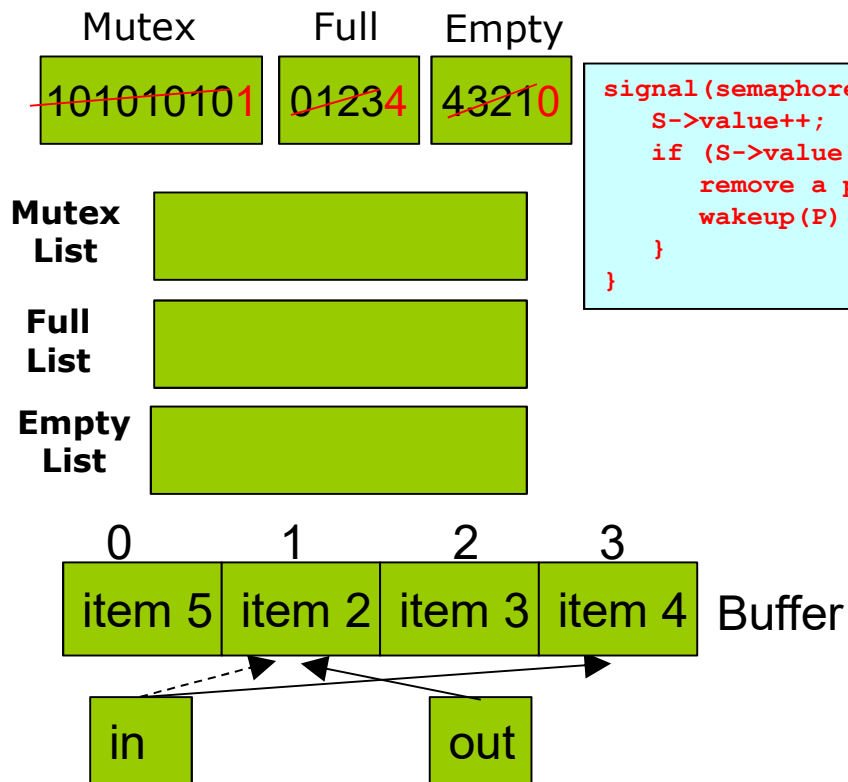 Mutex Full Empty
101010101 01234 43210
signal(semaphore
S->value++;
if (S->value
remove a p
wakeup(P)
}
}
Mutex
List
Full
List
Empty
List
0 1 2 3
item 5 item 2 item 3 item 4 Buffer
in out